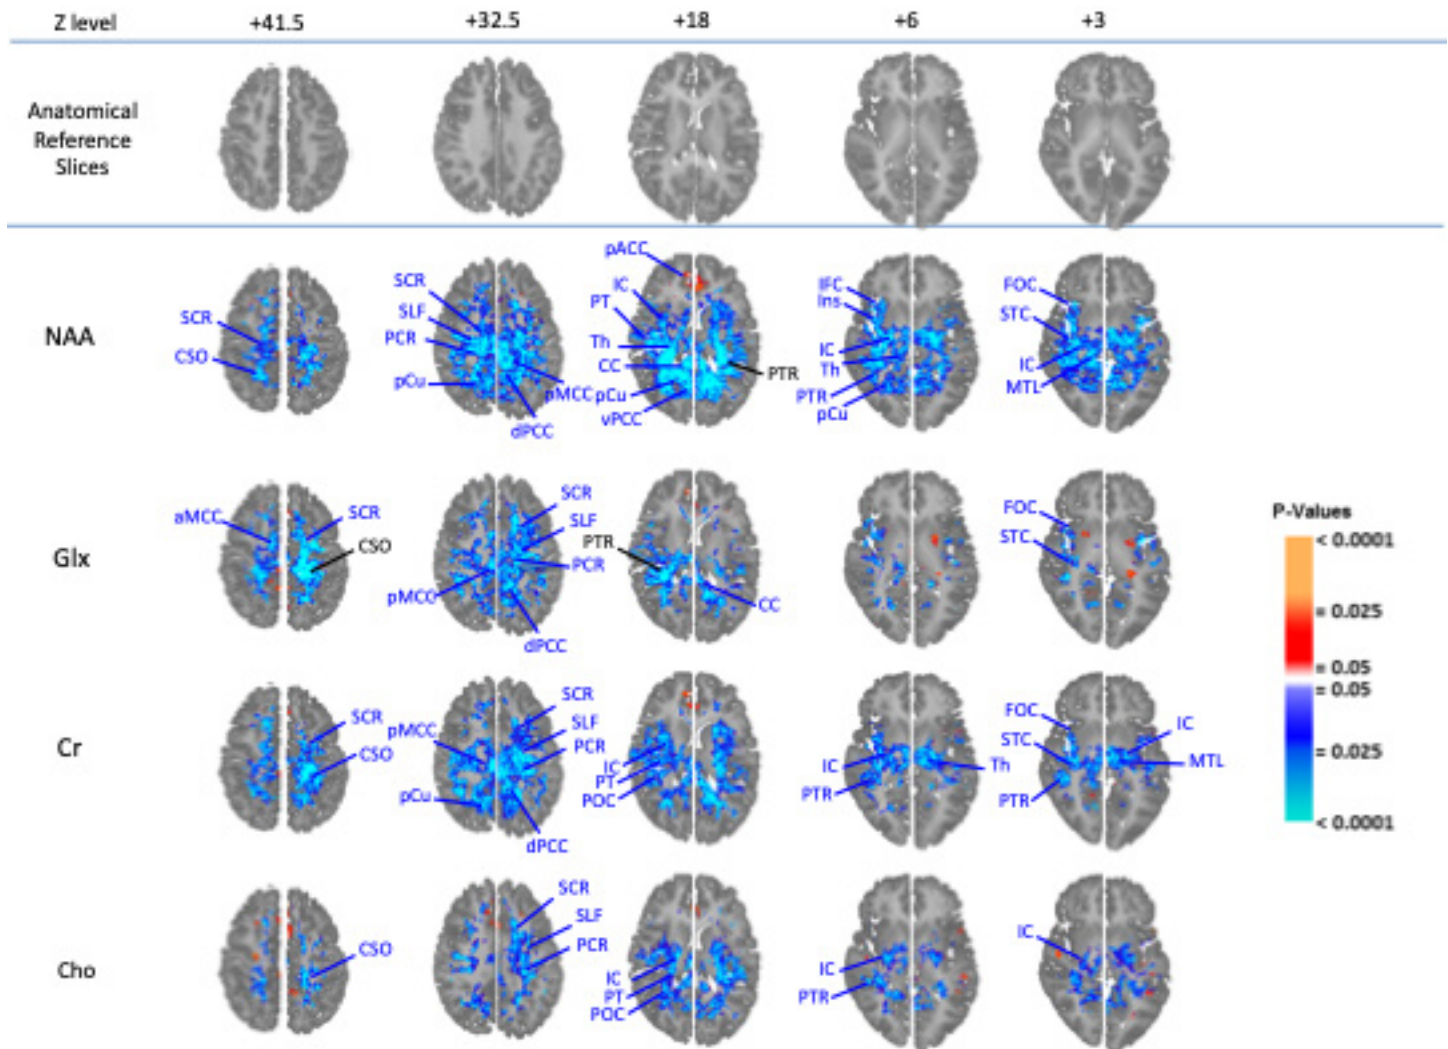 Z level +41.5 +32.5 +18 +6 +3
Anatomical
Reference
Slices
NAA
SCR
CSO
SCR
SLF
PCR
pCu
pMCC
dPCC
pACC
IC
PT
Th
CC
pCu
vPCC
PTR
IFC
Ins
IC
Th
PTR
pCu
FOC
STC
IC
MTL
Glx
aMCC
SCR
CSO
SCR
SLF
PCR
pMCC
dPCC
PTR
CC
FOC
STC
Cr
SCR
CSO
pMCC
pCu
SCR
SLF
PCR
dPCC
IC
PT
POC
IC
PTR
Th
FOC
STC
PTR
IC
MTL
Cho
CSO
SCR
SLF
PCR
IC
PT
POC
IC
PTR
IC
P-Values
< 0.0001
= 0.025
= 0.05
= 0.05
= 0.025
< 0.0001